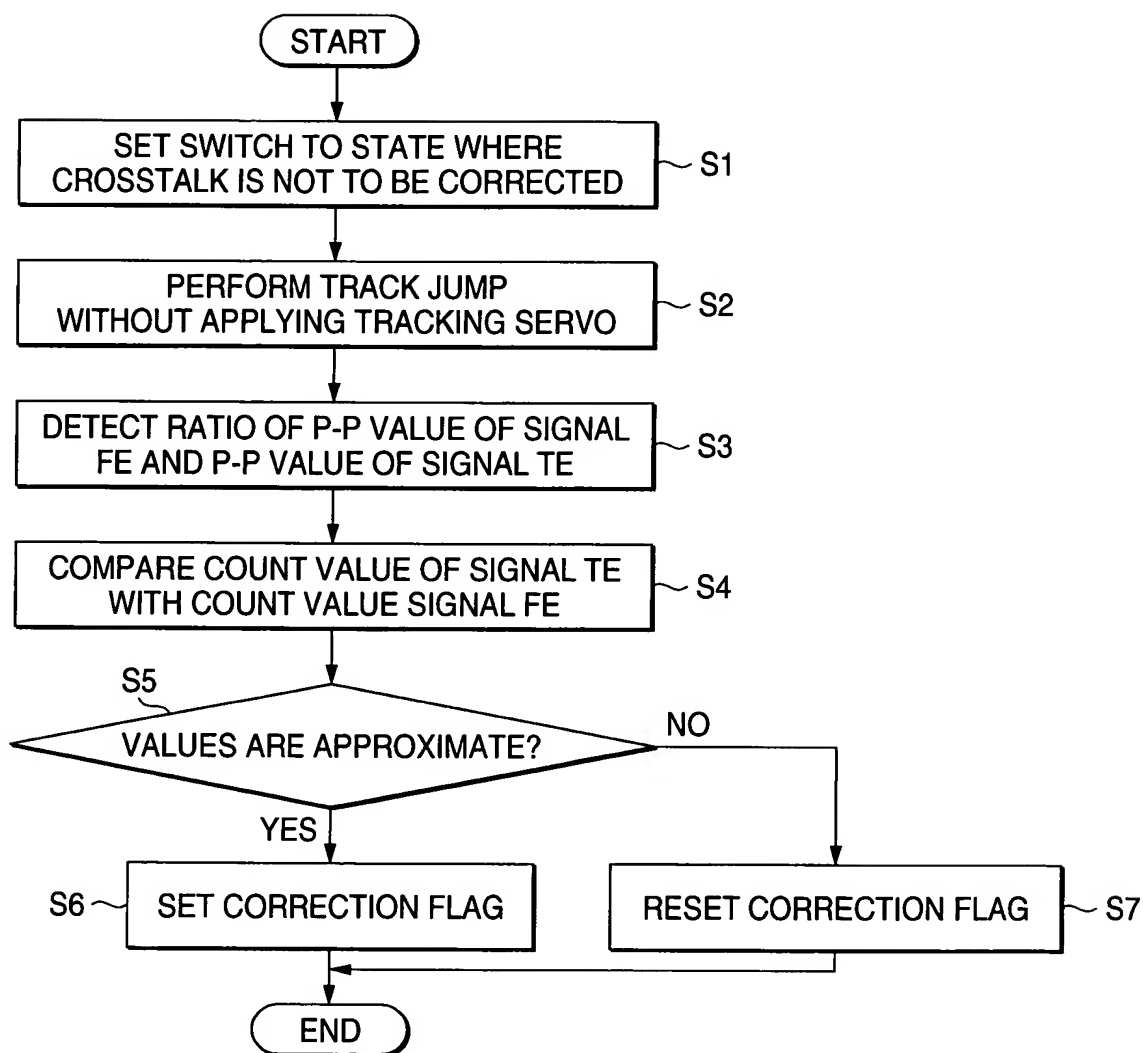 START
SET SWITCH TO STATE WHERE
CROSSTALK IS NOT TO BE CORRECTED
S1
PERFORM TRACK JUMP
WITHOUT APPLYING TRACKING SERVO
S2
DETECT RATIO OF P-P VALUE OF SIGNAL
FE AND P-P VALUE OF SIGNAL TE
S3
COMPARE COUNT VALUE OF SIGNAL TE
WITH COUNT VALUE SIGNAL FE
S4
S5
VALUES ARE APPROXIMATE?
NO
YES
S6
SET CORRECTION FLAG
RESET CORRECTION FLAG
S7
END